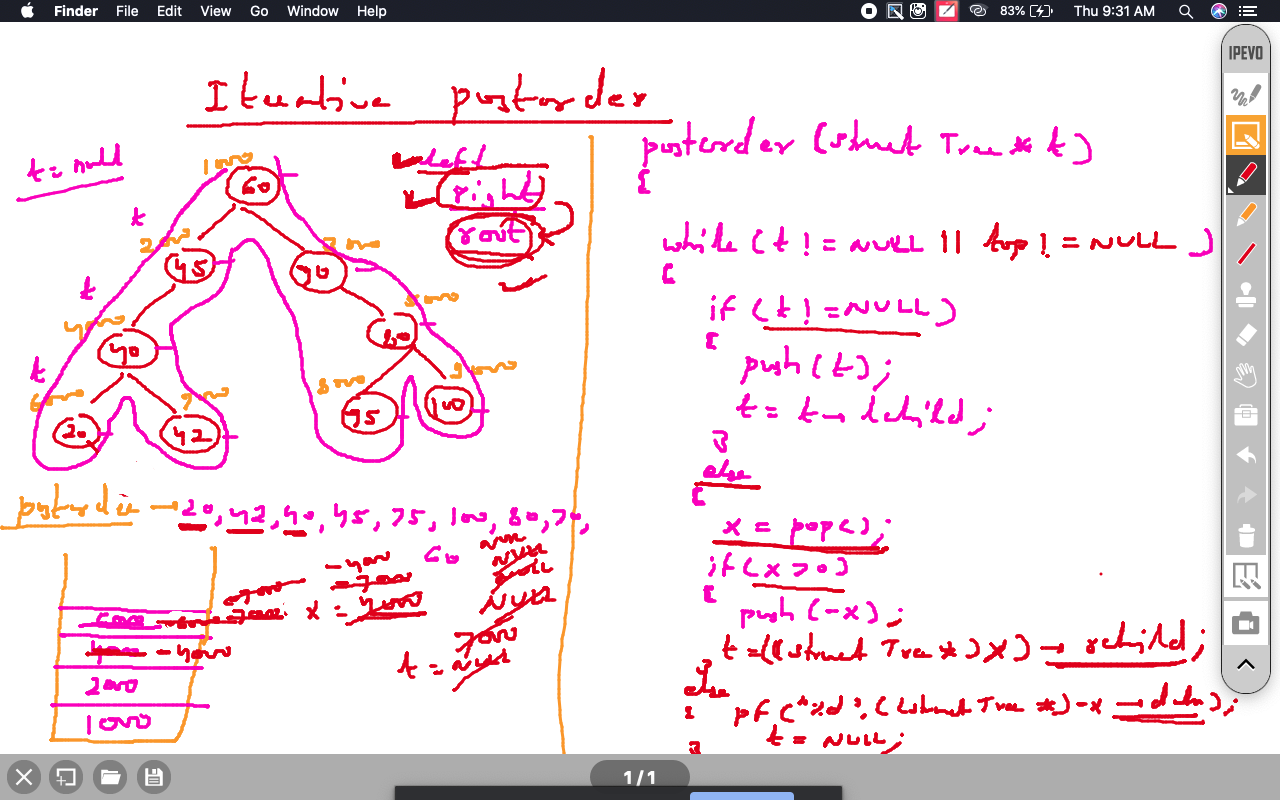 Finder File Edit View Go Window Help 83% Thu 9:31 AM
IPEVO
Iterative postorder
t = null
1000
60
t
2000
45
90
t
4000
40
5000
80
t
6000
20
7000
42
8000
95
9000
100
left
right
root
postorder → 20, 42, 40, 45, 75, 100, 80, 70,
60
-400
= 7000
x = 4000
NULL
NULL
NULL
7000
t = NULL
6000
4000 -4000
2000
1000
postorder (struct Tree * t)
{
while (t != NULL || top != NULL)
{
if (t != NULL)
{
push (t);
t = t → lchild;
}
else
{
x = pop();
if (x > 0)
{
push (-x);
t = ((struct Tree *) x) → rchild;
}
else
{
pf ("%d", ((struct Tree *) -x → data);
t = NULL;
}
1/1